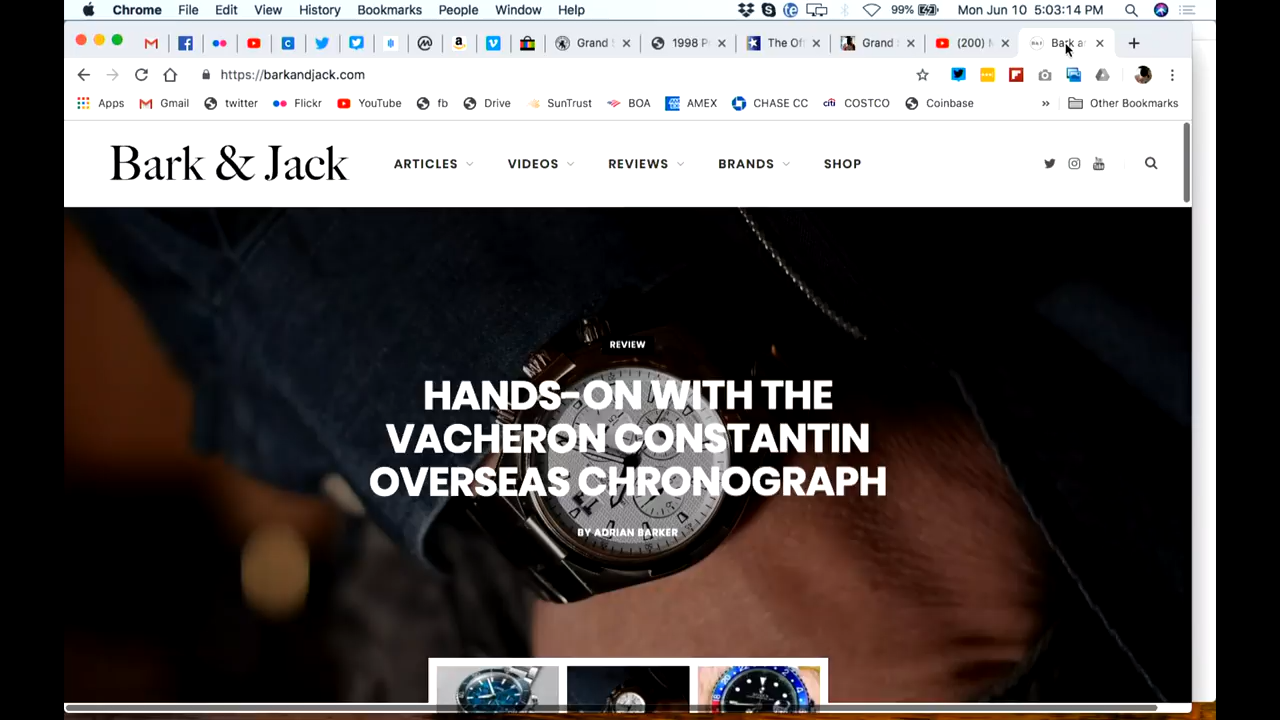 Chrome File Edit View History Bookmarks People Window Help 99% Mon Jun 10 5:03:14 PM
Grand 1998 The Of Grand (200) Bark a
https://barkandjack.com
Apps Gmail twitter Flickr YouTube fb Drive SunTrust BOA AMEX CHASE CC COSTCO Coinbase » Other Bookmarks
Bark & Jack ARTICLES VIDEOS REVIEWS BRANDS SHOP
REVIEW
HANDS-ON WITH THE
VACHERON CONSTANTIN
OVERSEAS CHRONOGRAPH
BY ADRIAN BARKER